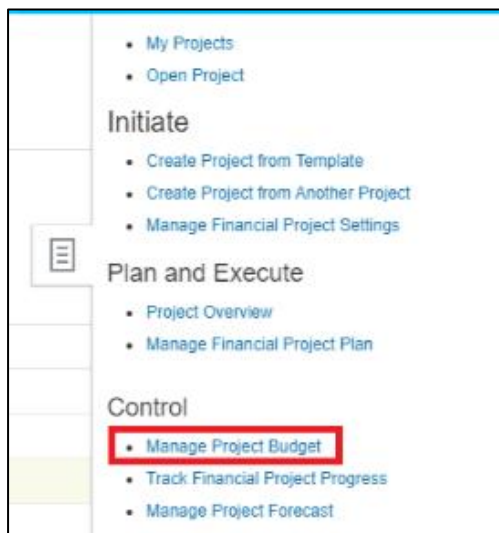 My Projects
Open Project
Initiate
Create Project from Template
Create Project from Another Project
Manage Financial Project Settings
Plan and Execute
Project Overview
Manage Financial Project Plan
Control
Manage Project Budget
Track Financial Project Progress
Manage Project Forecast